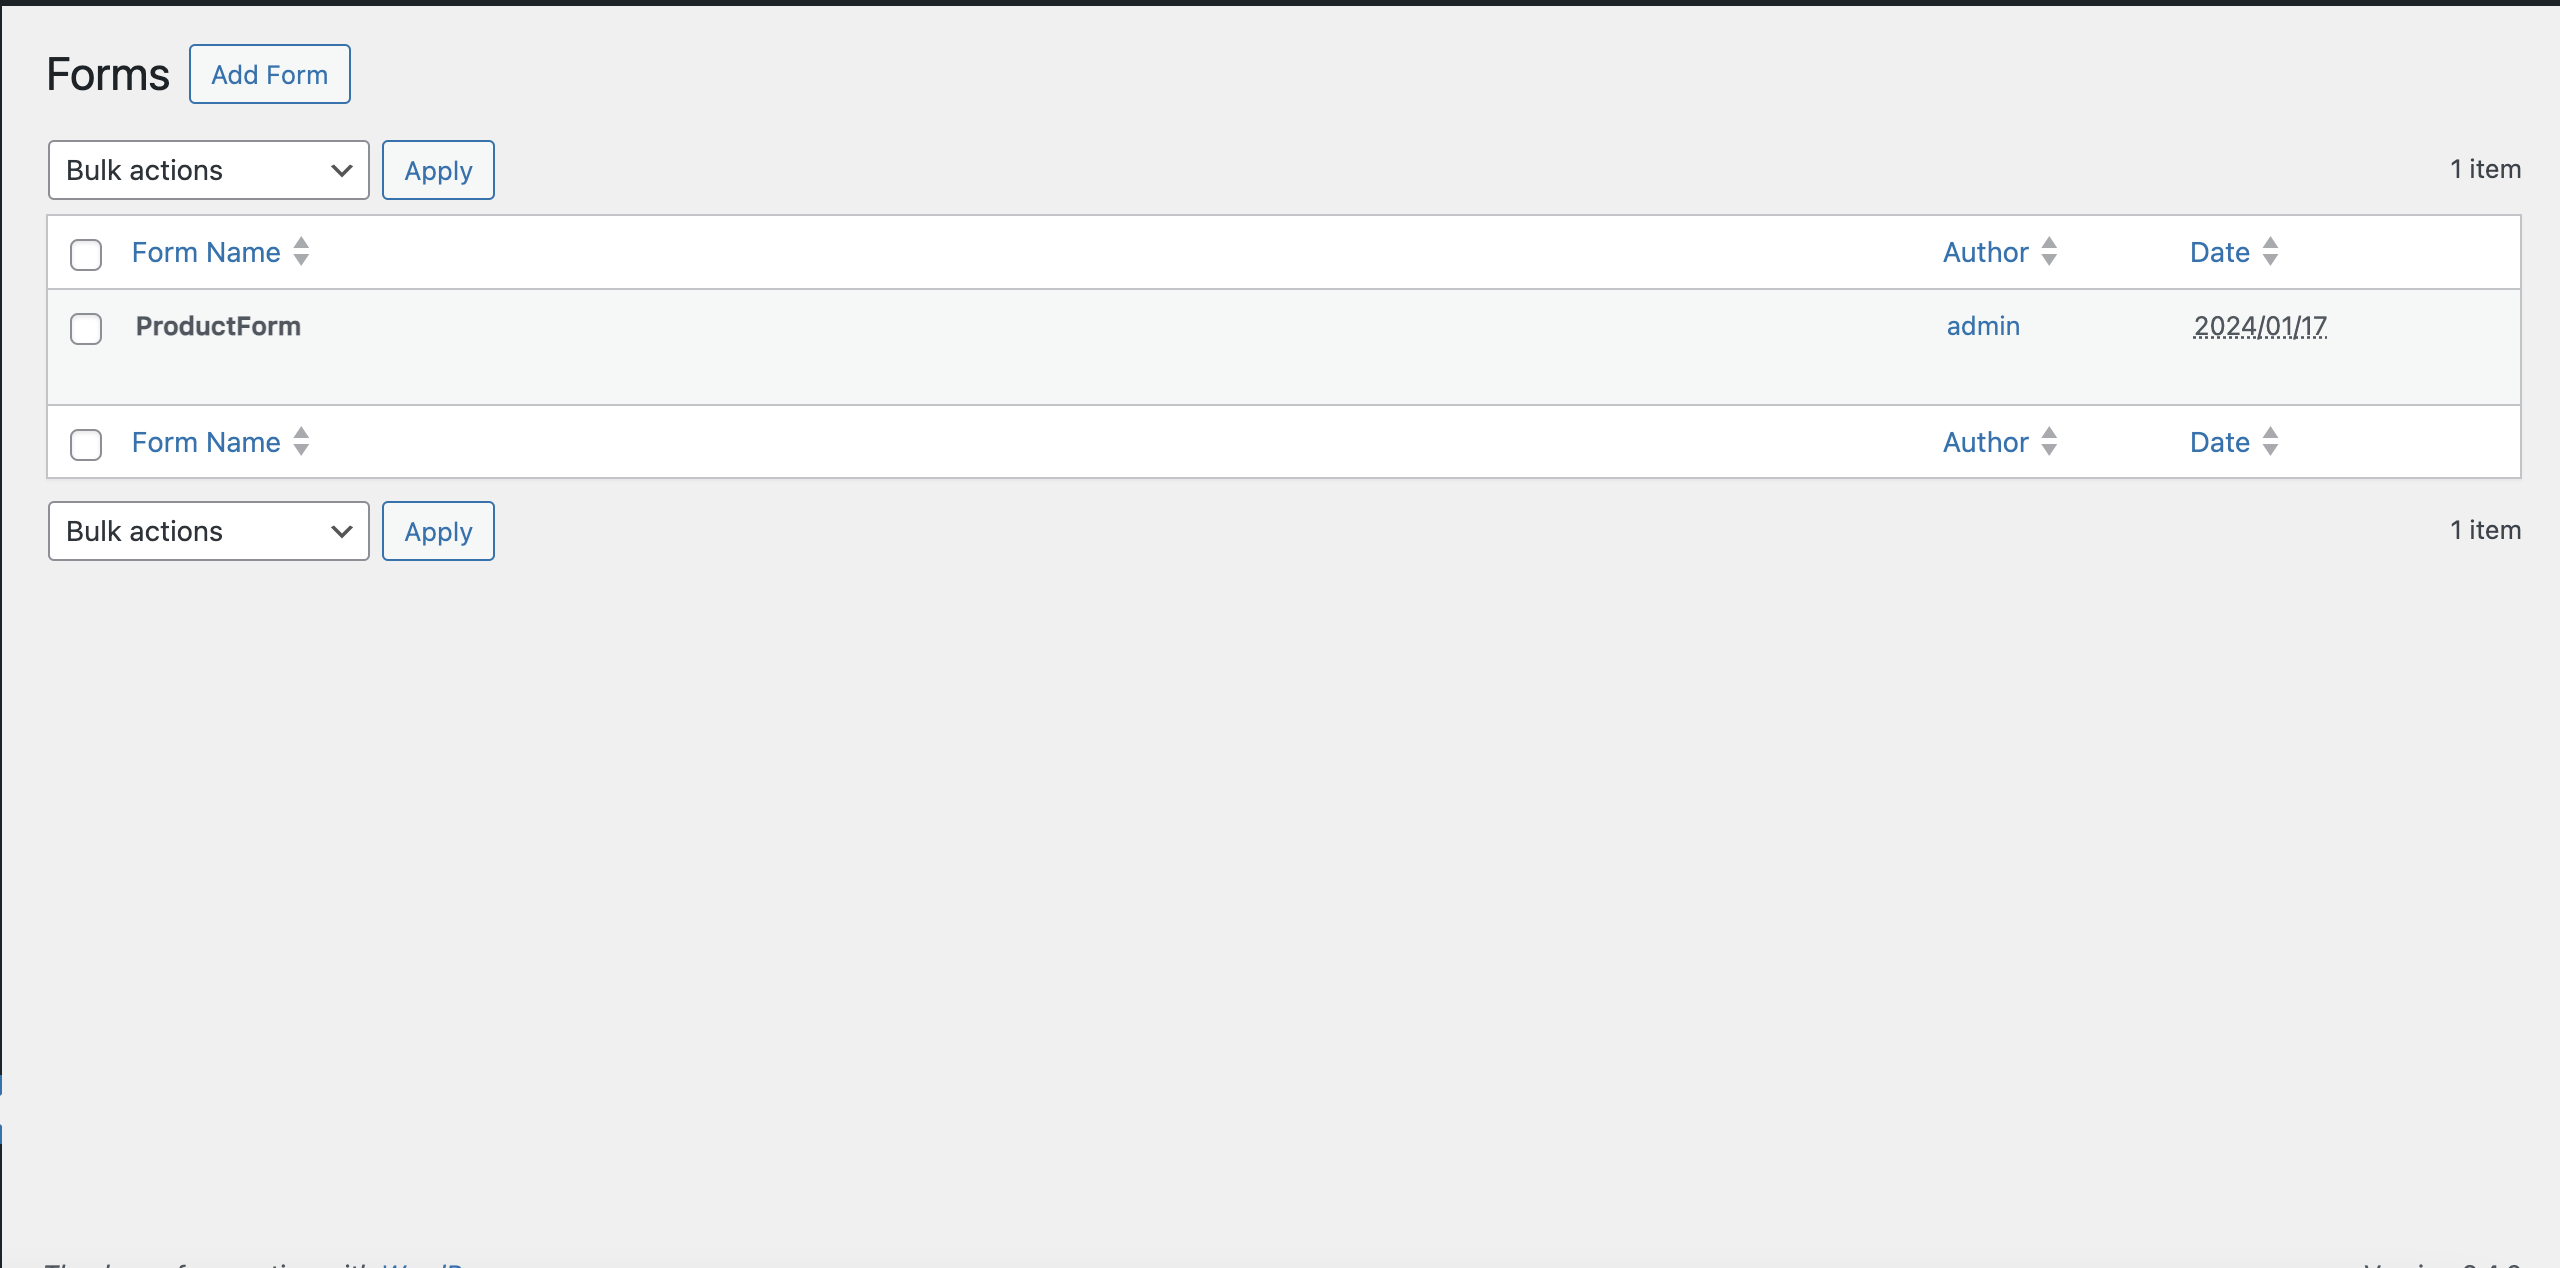 Forms Add Form
Bulk actions Apply 1 item
Form Name Author Date
ProductForm admin 2024/01/17
Form Name Author Date
Bulk actions Apply 1 item